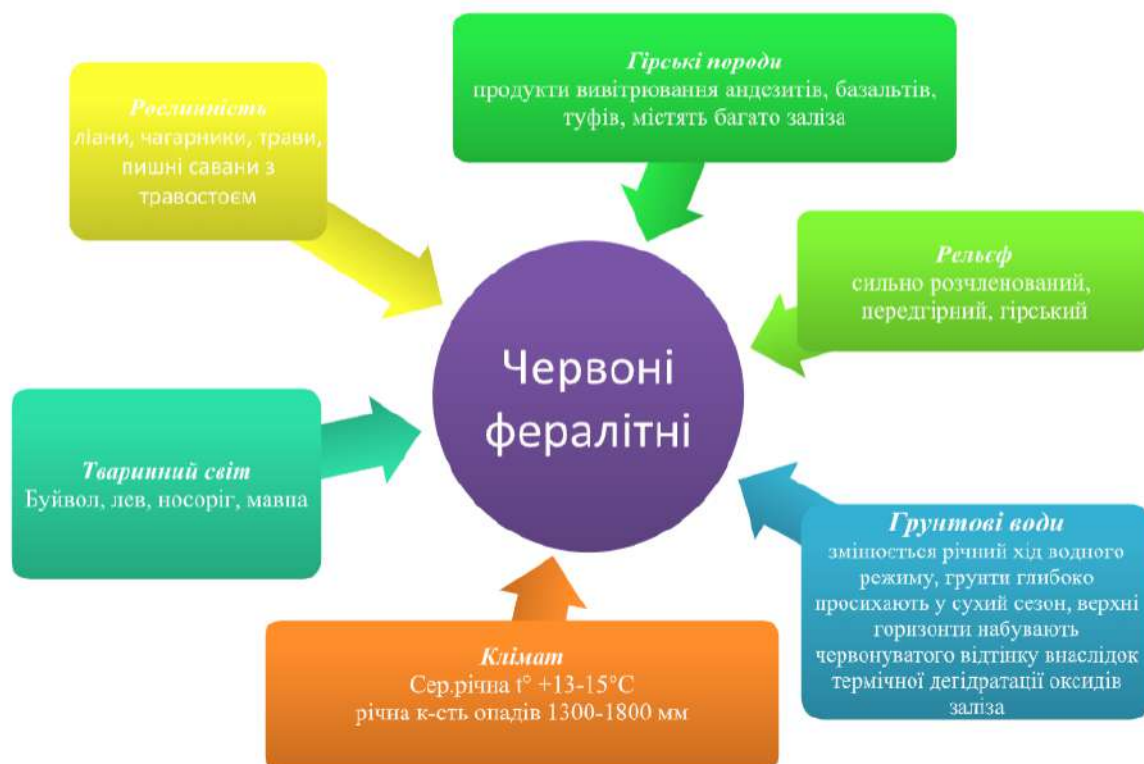 Гірські породи
продукти вивітрювання андезитів, базальтів,
туфів, містять багато заліза
Рослинність
ліани, чагарники, трави,
пишні савани з
травостоєм
Рельєф
сильно розчленований,
передгірний, гірський
Червоні
фералітні
Тваринний світ
Буйвол, лев, носоріг, мавпа
Грунтові води
змінюється річний хід водного
режиму, грунти глибоко
просихають у сухий сезон, верхні
горизонти набувають
червонуватого відтінку внаслідок
термічної дегідратації оксидів
заліза
Клімат
Сер.річна t° +13-15°C
річна к-сть опадів 1300-1800 мм